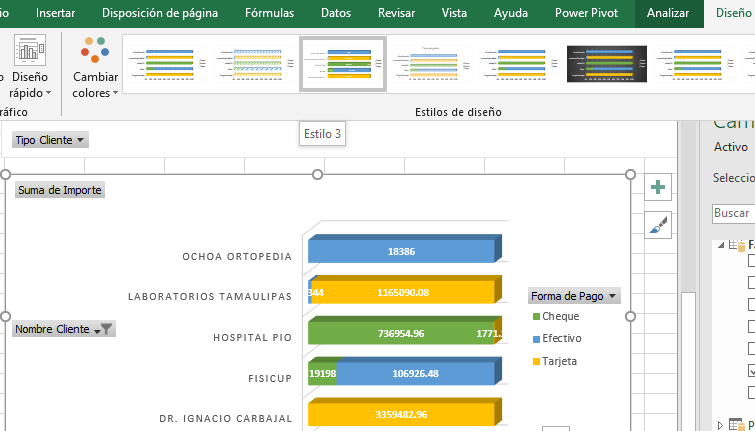 io Insertar Disposición de página Fórmulas Datos Revisar Vista Ayuda Power Pivot Analizar Diseño
Diseño
rápido
Cambiar
colores
ráfico
Estilos de diseño
Estilo 3
Tipo Cliente
Suma de Importe
OCHOA ORTOPEDIA 18386
LABORATORIOS TAMAULIPAS 344 1165090.08
HOSPITAL PIO 736954.96 1771.
FISICUP 19198 106926.48
DR. IGNACIO CARBAJAL 3359482.96
Nombre Cliente
Forma de Pago
Cheque
Efectivo
Tarjeta
Cam
Activo
Seleccio
Buscar